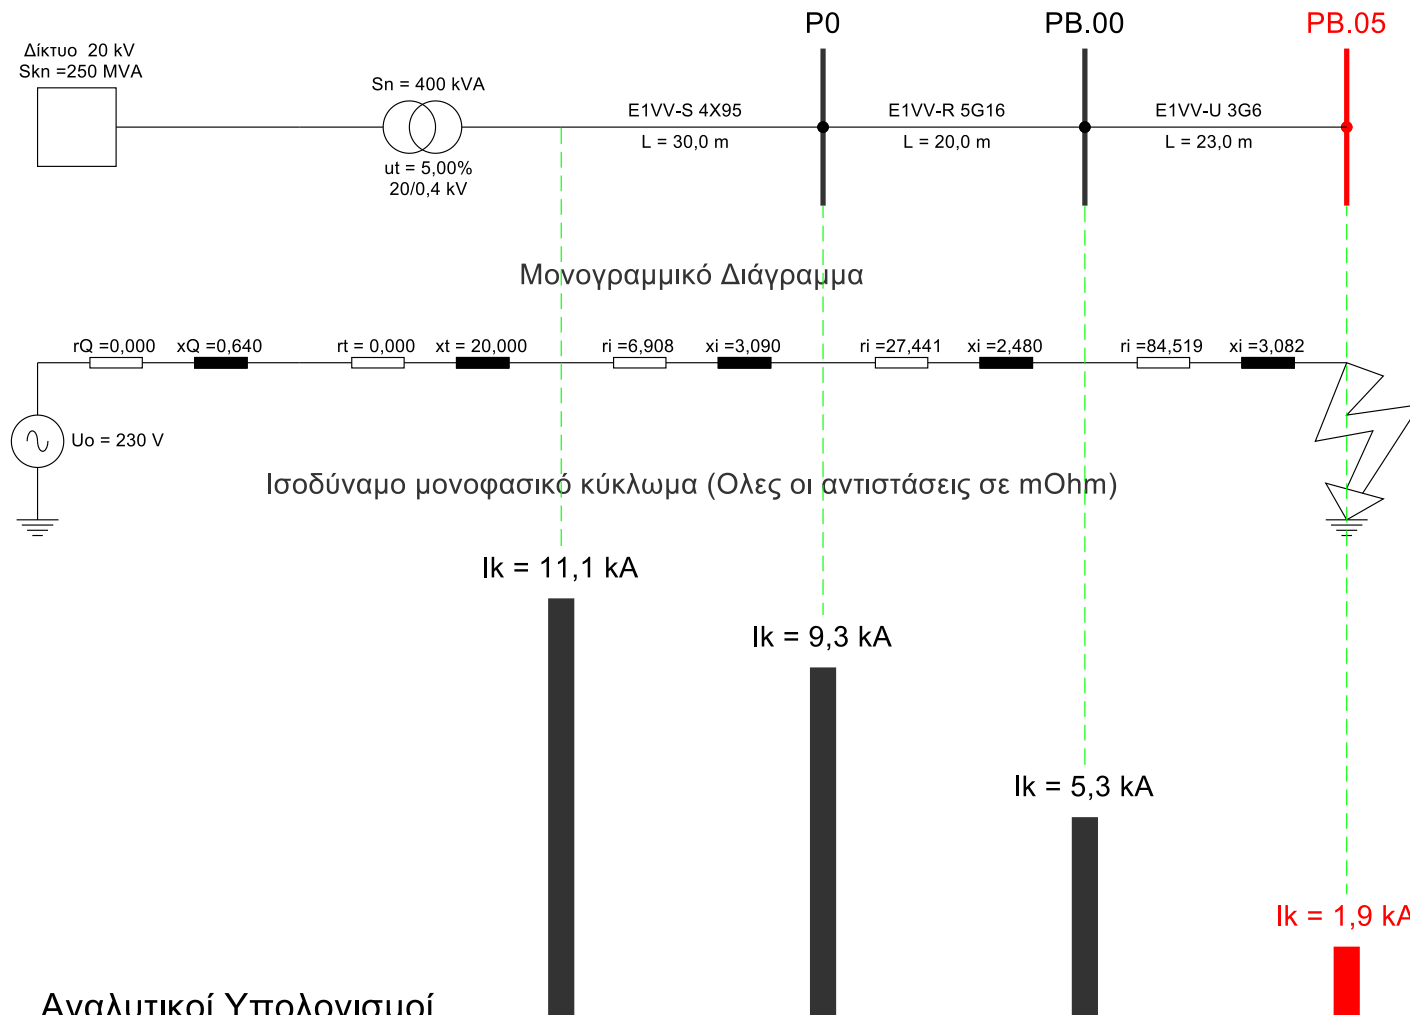 P0
PB.00
PB.05
Δίκτυο 20 kV
Skn =250 MVA
Sn = 400 kVA
ut = 5,00%
20/0,4 kV
E1VV-S 4X95
L = 30,0 m
E1VV-R 5G16
L = 20,0 m
E1VV-U 3G6
L = 23,0 m
Μονογραμμικό Διάγραμμα
rQ =0,000
xQ =0,640
rt = 0,000
xt = 20,000
ri =6,908
xi =3,090
ri =27,441
xi =2,480
ri =84,519
xi =3,082
Uo = 230 V
Ισοδύναμο μονοφασικό κύκλωμα (Ολες οι αντιστάσεις σε mOhm)
Ik = 11,1 kA
Ik = 9,3 kA
Ik = 5,3 kA
Ik = 1,9 kA
Αναλυτικοί Υπολογισμοί